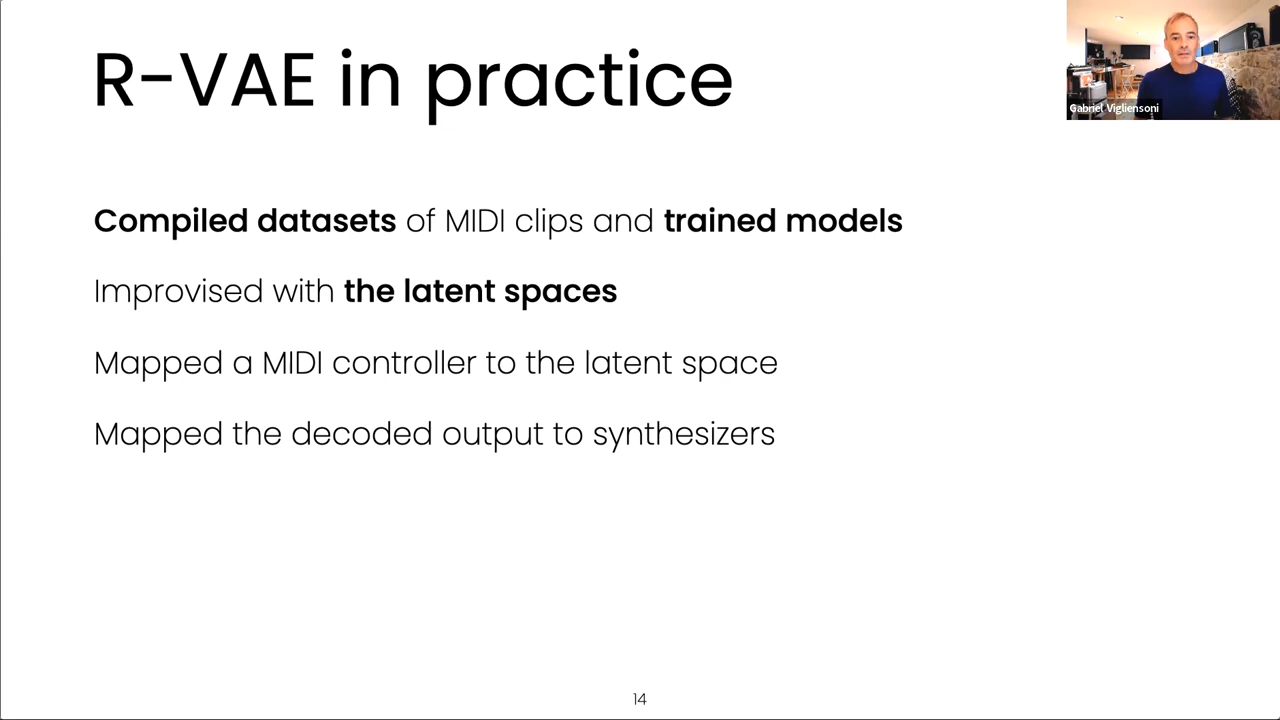 R-VAE in practice
Gabriel Vigliensoni
Compiled datasets of MIDI clips and trained models
Improvised with the latent spaces
Mapped a MIDI controller to the latent space
Mapped the decoded output to synthesizers
14